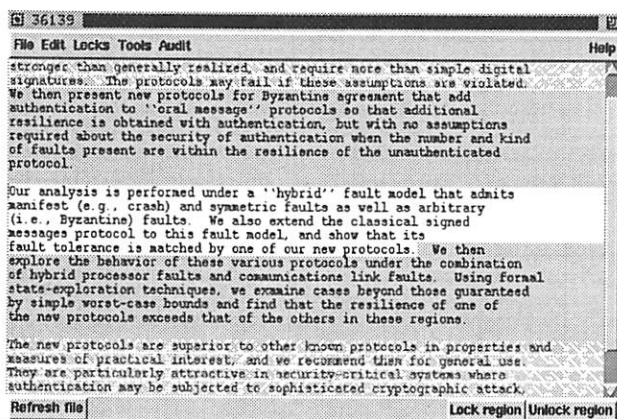 36139
File Edit Locks Tools Audit Help
stronger than generally realized, and require more than simple digital
signatures. The protocols may fail if these assumptions are violated.
We then present new protocols for Byzantine agreement that add
authentication to ''oral message'' protocols so that additional
resilience is obtained with authentication, but with no assumptions
required about the security of authentication when the number and kind
of faults present are within the resilience of the unauthenticated
protocol.
Our analysis is performed under a ''hybrid'' fault model that admits
manifest (e.g., crash) and symmetric faults as well as arbitrary
(i.e., Byzantine) faults. We also extend the classical signed
messages protocol to this fault model, and show that its
fault tolerance is matched by one of our new protocols. We then
explore the behavior of these various protocols under the combination
of hybrid processor faults and communications link faults. Using formal
state-exploration techniques, we examine cases beyond those guaranteed
by simple worst-case bounds and find that the resilience of one of
the new protocols exceeds that of the others in these regions.
The new protocols are superior to other known protocols in properties and
measures of practical interest, and we recommend them for general use.
They are particularly attractive in security-critical systems where
authentication may be subjected to sophisticated cryptographic attack.
Refresh file Lock region Unlock region